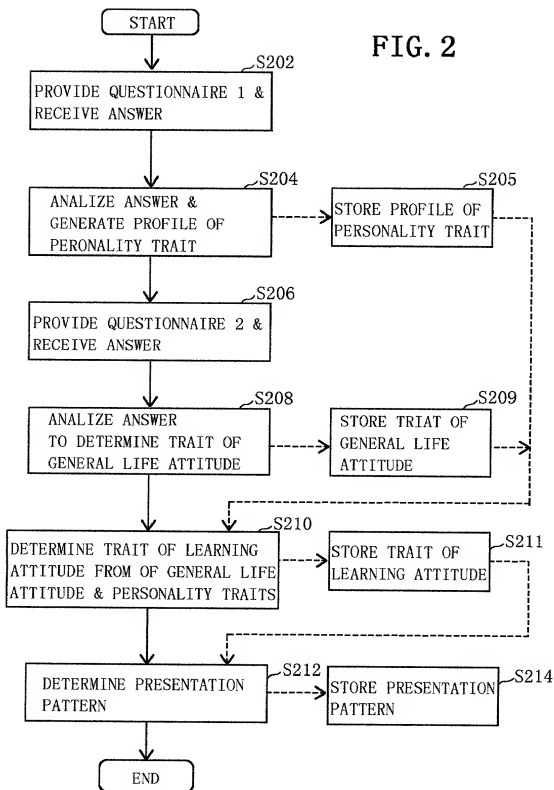 START
FIG. 2
S202
PROVIDE QUESTIONNAIRE 1 &
RECEIVE ANSWER
S204
ANALIZE ANSWER &
GENERATE PROFILE OF
PERONALITY TRAIT
S205
STORE PROFILE OF
PERSONALITY TRAIT
S206
PROVIDE QUESTIONNAIRE 2 &
RECEIVE ANSWER
S208
ANALIZE ANSWER
TO DETERMINE TRAIT OF
GENERAL LIFE ATTITUDE
S209
STORE TRIAT OF
GENERAL LIFE
ATTITUDE
S210
DETERMINE TRAIT OF LEARNING
ATTITUDE FROM OF GENERAL LIFE
ATTITUDE & PERSONALITY TRAITS
S211
STORE TRAIT OF
LEARNING ATTITUDE
S212
DETERMINE PRESENTATION
PATTERN
S214
STORE PRESENTATION
PATTERN
END